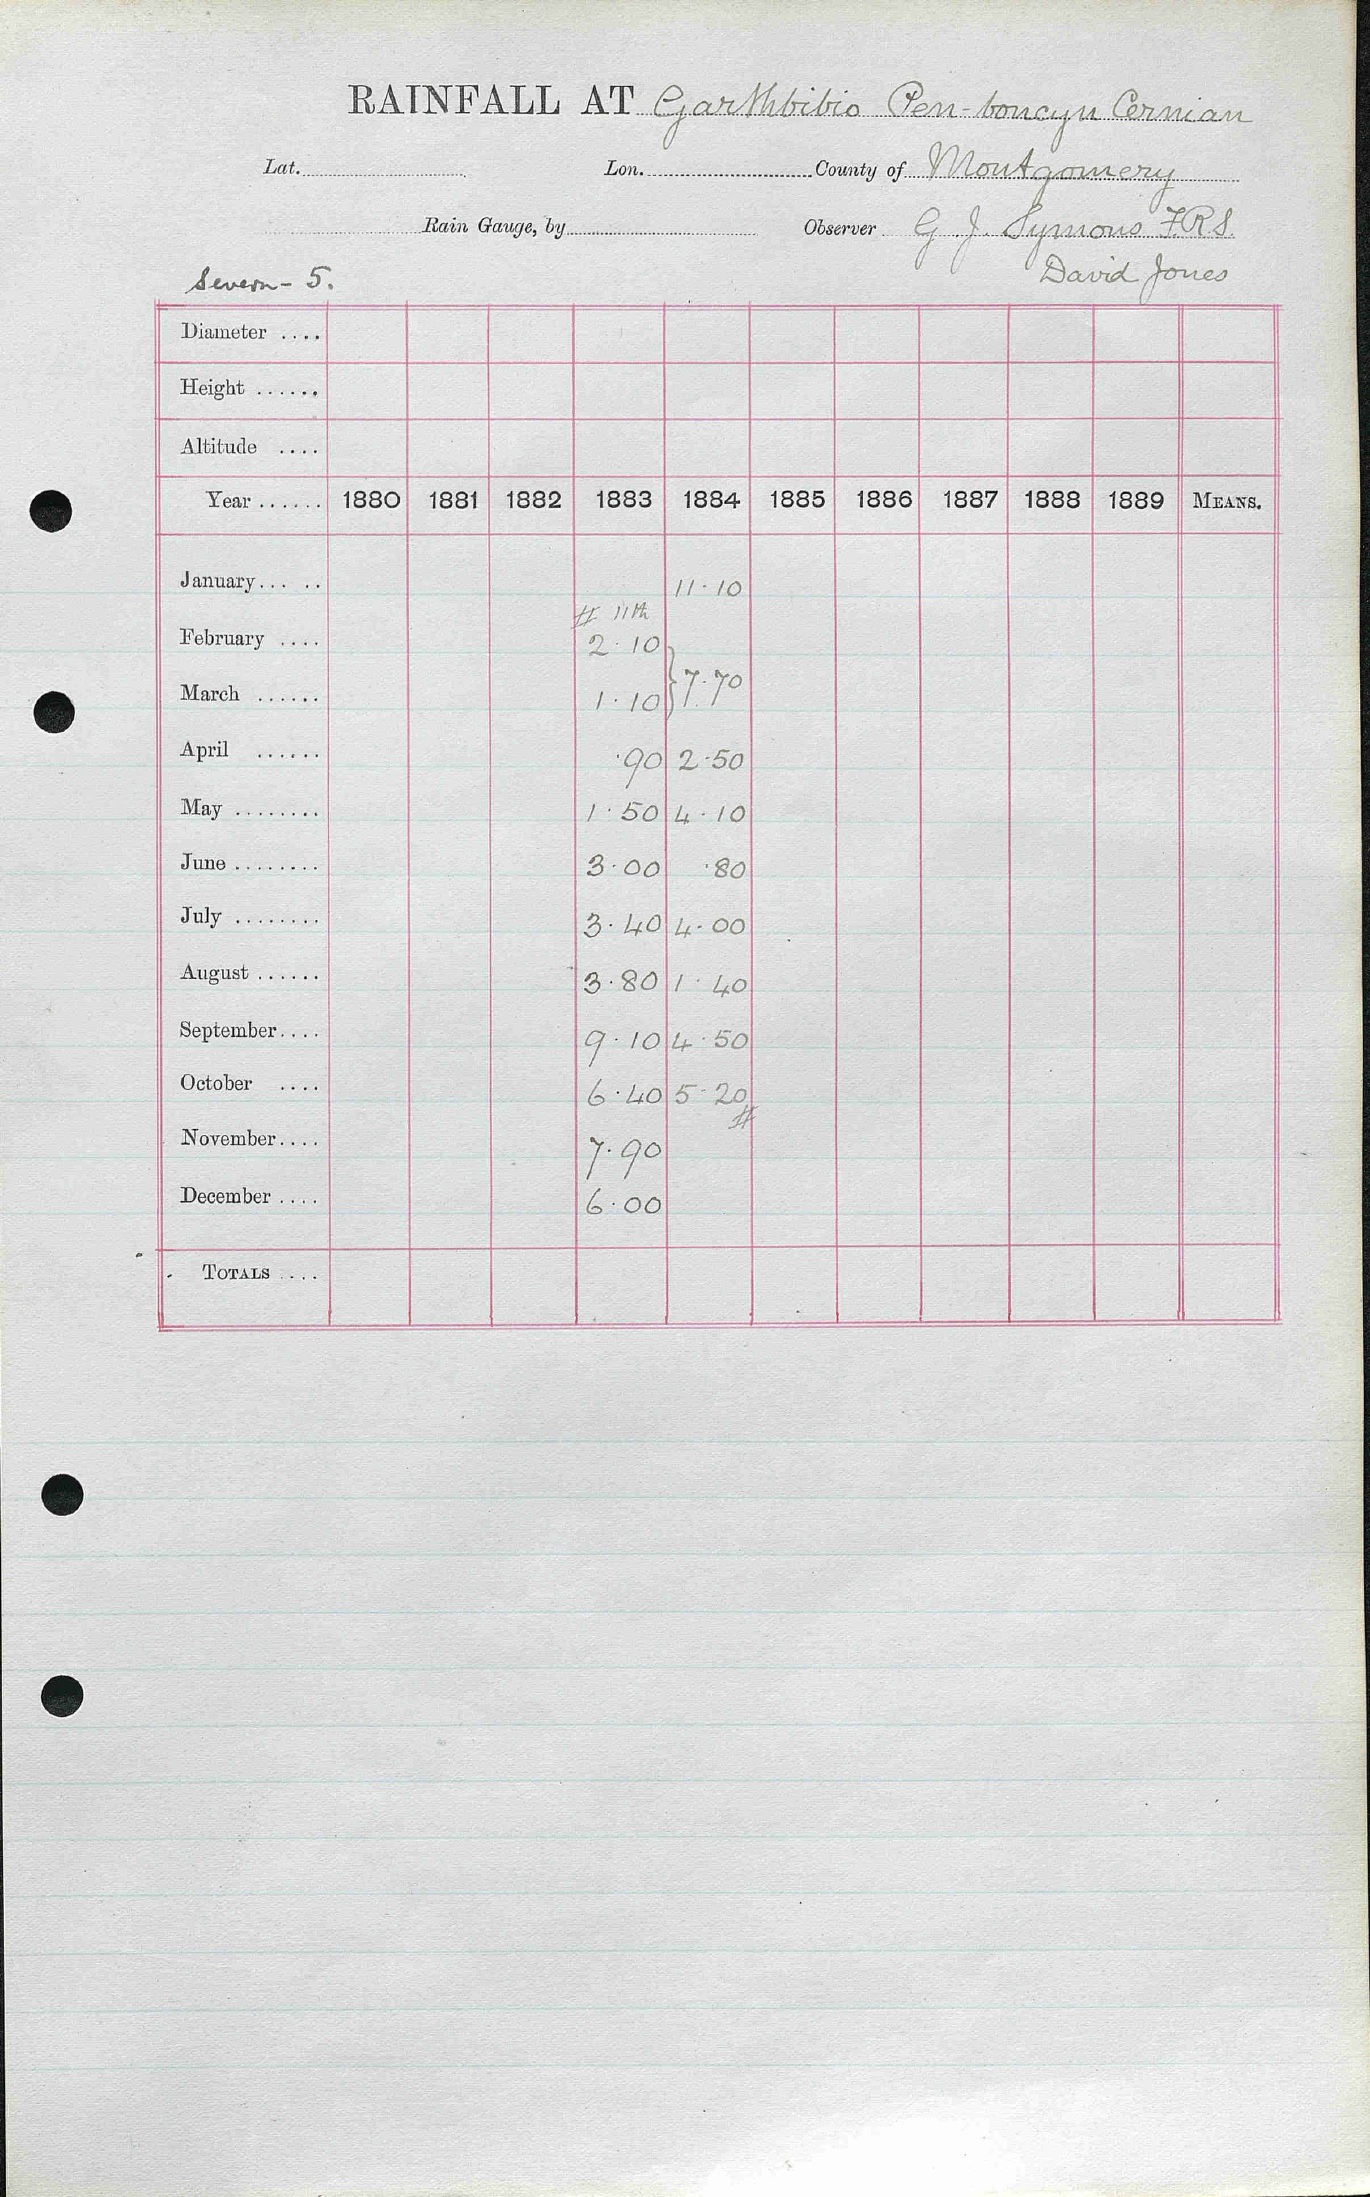 RAINFALL AT Garthbibio Pen-boncyn Cernian
Lat. Lon. County of Montgomery
Rain Gauge, by Observer G. J. Symons F.R.S.
Severn - 5. David Jones
Diameter ....
Height ......
Altitude ....
Year ...... 1880 1881 1882 1883 1884 1885 1886 1887 1888 1889 MEANS.
January... .. 11.10
# 11th
February .... 2.10
March ...... 1.10 } 7.70
April ...... .90 2.50
May ........ 1.50 4.10
June ........ 3.00 .80
July ........ 3.40 4.00
August ...... 3.80 1.40
September.... 9.10 4.50
October .... 6.40 5.20
#
November.... 7.90
December .... 6.00
TOTALS ....